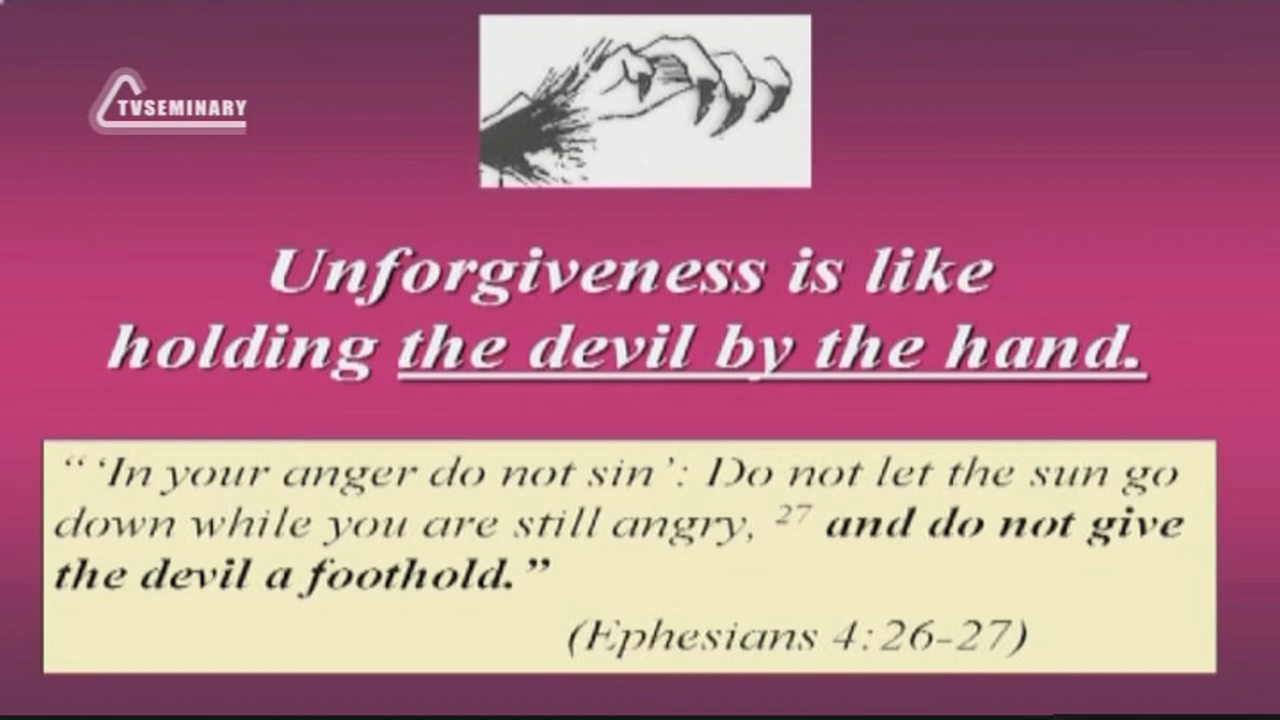 TVSEMINARY
Unforgiveness is like
holding the devil by the hand.
“ ‘In your anger do not sin’: Do not let the sun go
down while you are still angry, 27 and do not give
the devil a foothold.”
(Ephesians 4:26-27)